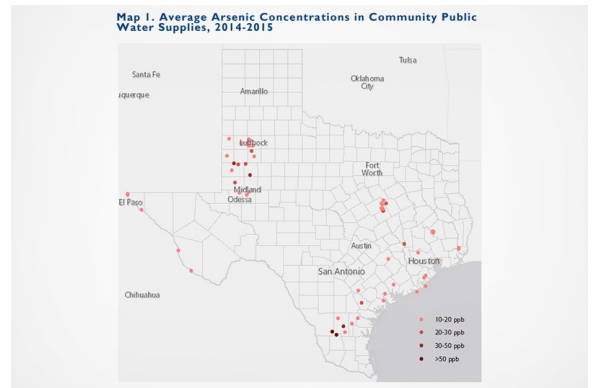 Map 1. Average Arsenic Concentrations in Community Public
Water Supplies, 2014-2015
Tulsa
Santa Fe
Oklahoma
City
uquerque
Amarillo
Lubbock
Fort
Worth
Midland
Odessa
El Paso
Austin
Houston
San Antonio
Chihuahua
10-20 ppb
20-30 ppb
30-50 ppb
>50 ppb